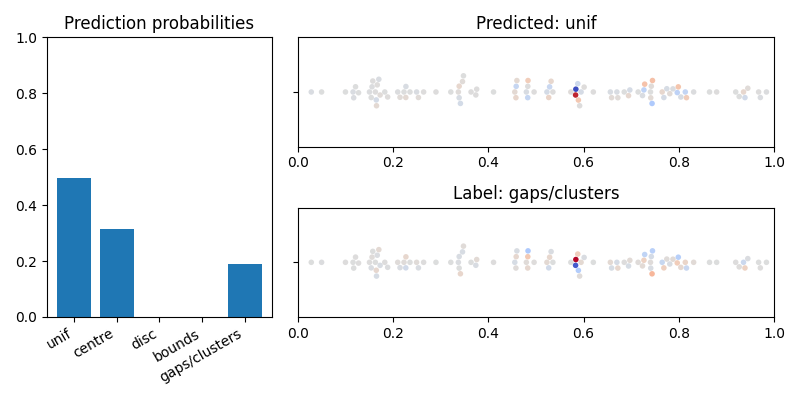 Prediction probabilities
1.0
0.8
0.6
0.4
0.2
0.0
unif
centre
disc
bounds
gaps/clusters
Predicted: unif
0.0 0.2 0.4 0.6 0.8 1.0
Label: gaps/clusters
0.0 0.2 0.4 0.6 0.8 1.0